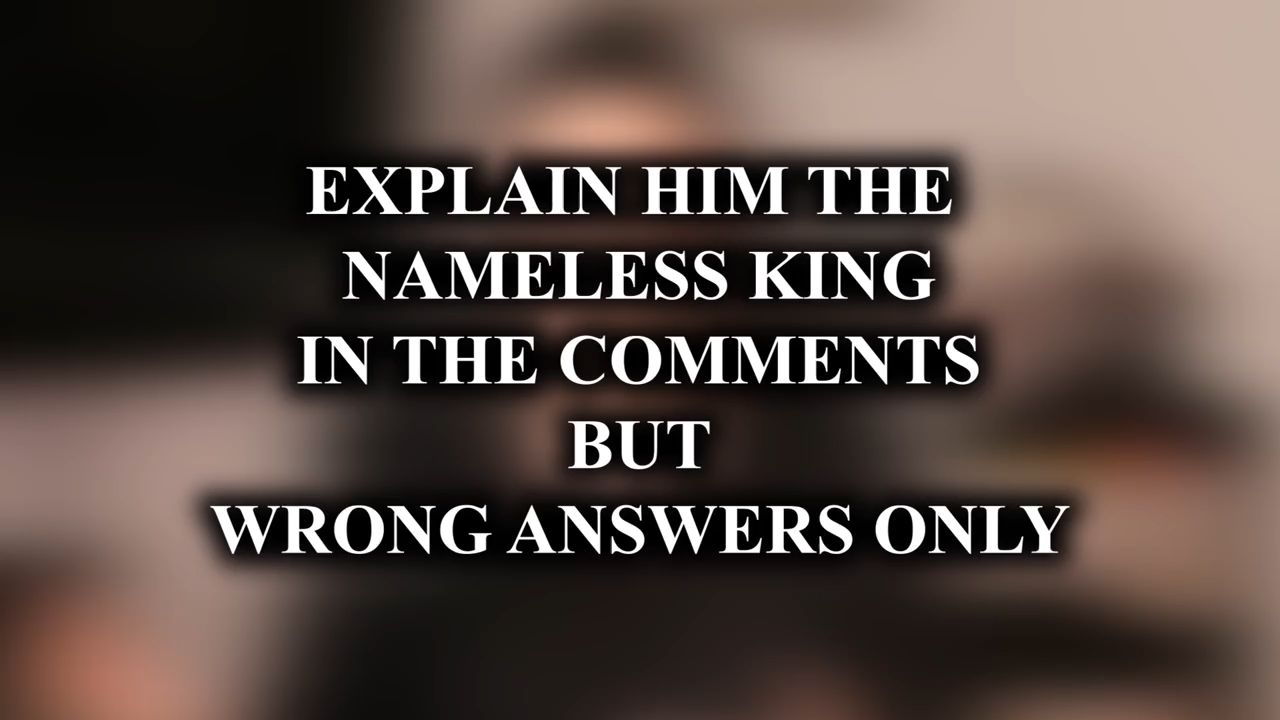 EXPLAIN HIM THE
NAMELESS KING
IN THE COMMENTS
BUT
WRONG ANSWERS ONLY